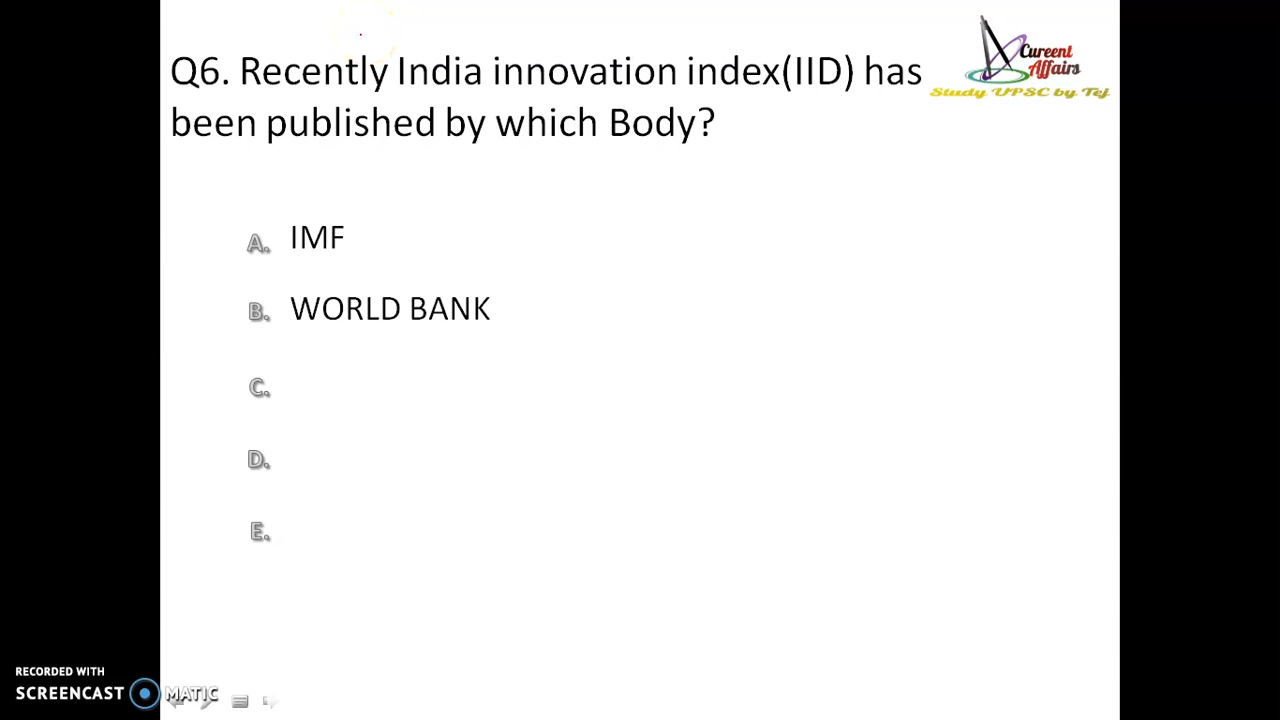 Q6. Recently India innovation index(IID) has
been published by which Body?
Cureent
Affairs
Study UPSC by Tej
A. IMF
B. WORLD BANK
C.
D.
E.
RECORDED WITH
SCREENCAST MATIC